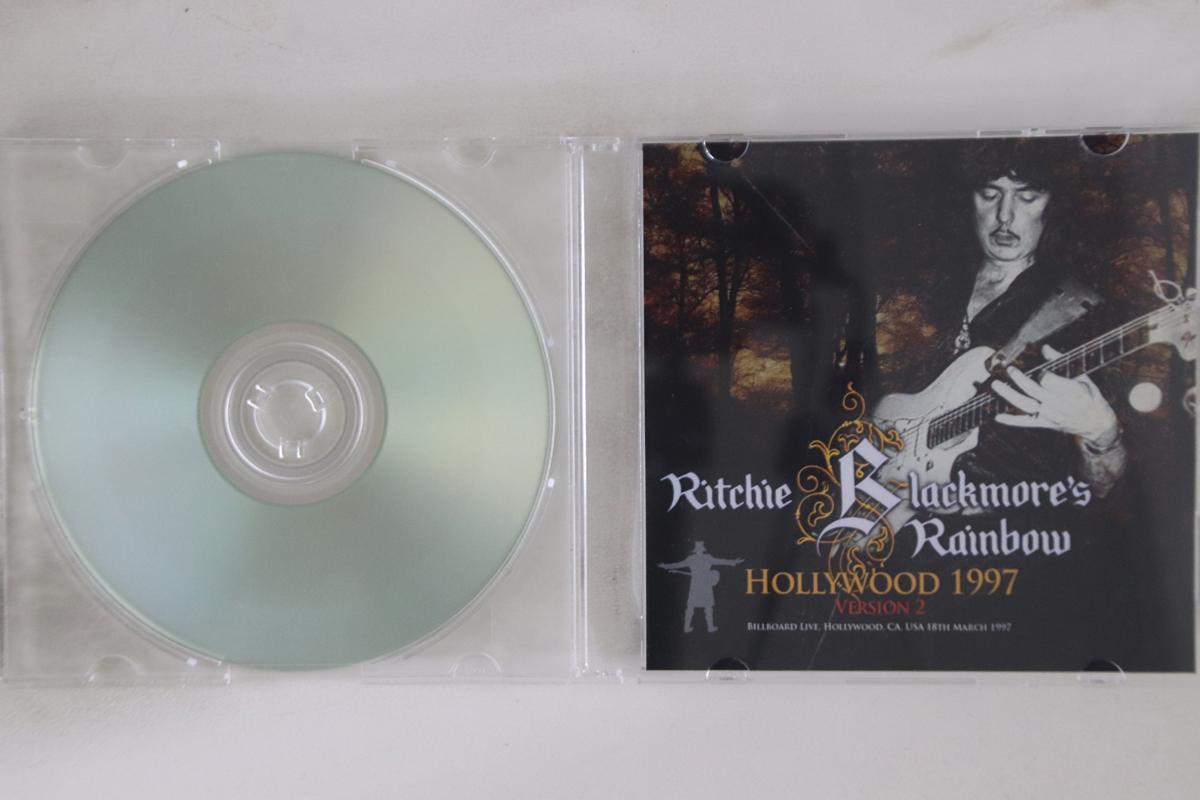 Ritchie Blackmore's
Rainbow
Hollywood 1997
Version 2
Billboard Live, Hollywood, CA, USA 18th March 1997